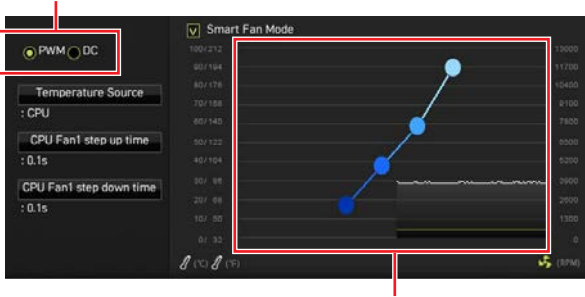 V Smart Fan Mode
PWM DC
Temperature Source
: CPU
CPU Fan1 step up time
: 0.1s
CPU Fan1 step down time
: 0.1s
100/212
90/194
80/176
70/158
60/140
50/122
40/104
30/ 86
20/ 68
10/ 50
0/ 32
13000
11700
10400
9100
7800
6500
5200
3900
2600
1300
0
(°C) (°F)
(RPM)